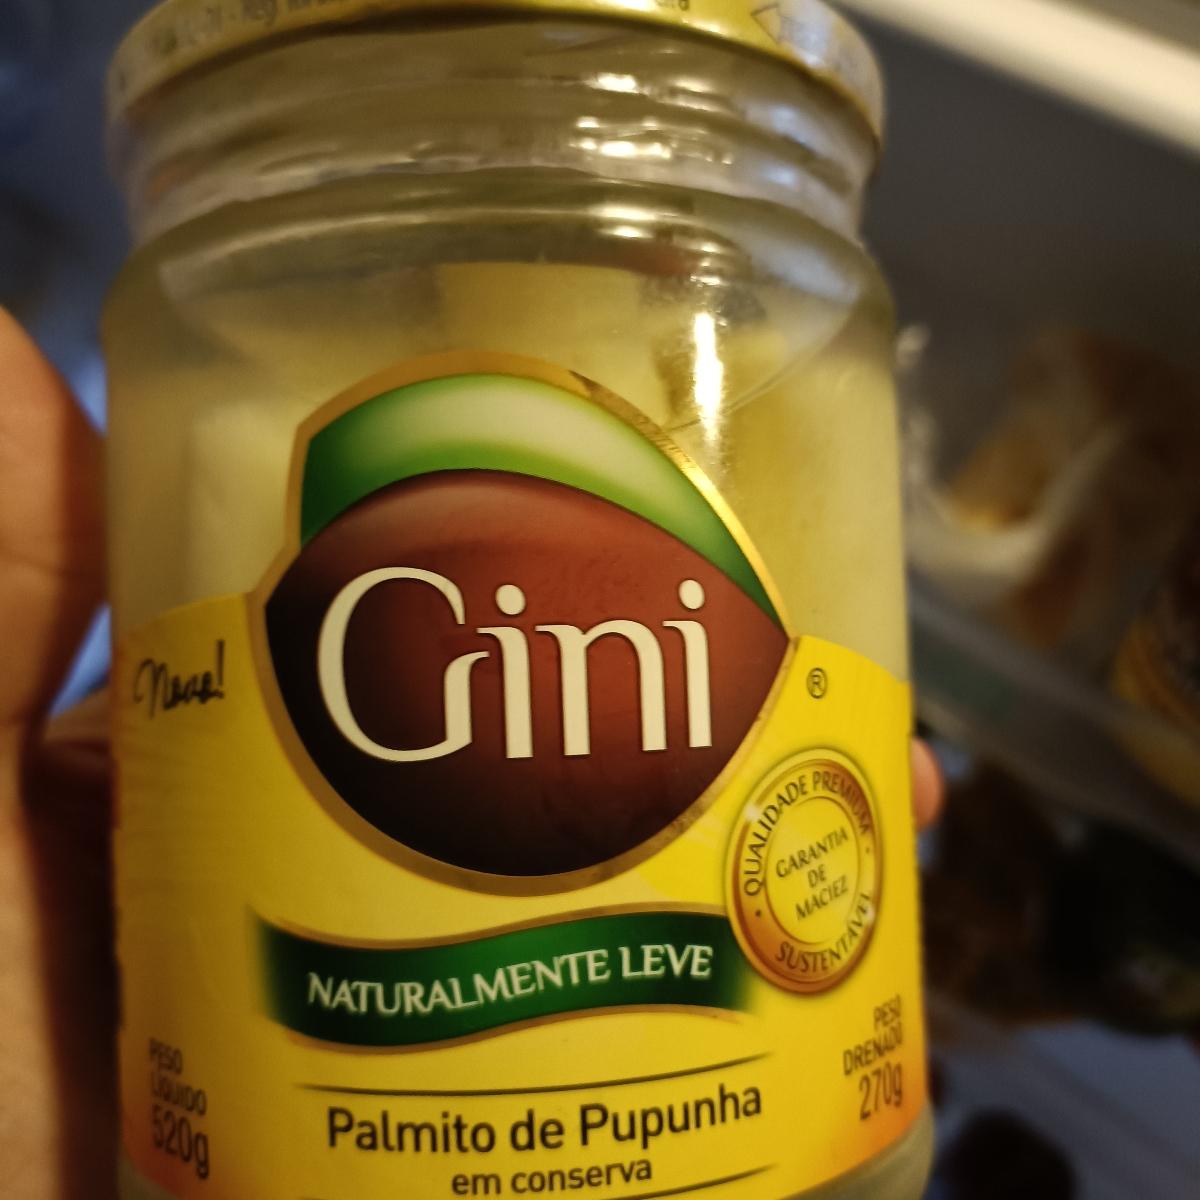 Novo!
Gini
®
QUALIDADE PREMIUM
GARANTIA
DE
MACIEZ
SUSTENTÁVEL
NATURALMENTE LEVE
PESO
LÍQUIDO
520g
PESO
DRENADO
270g
Palmito de Pupunha
em conserva